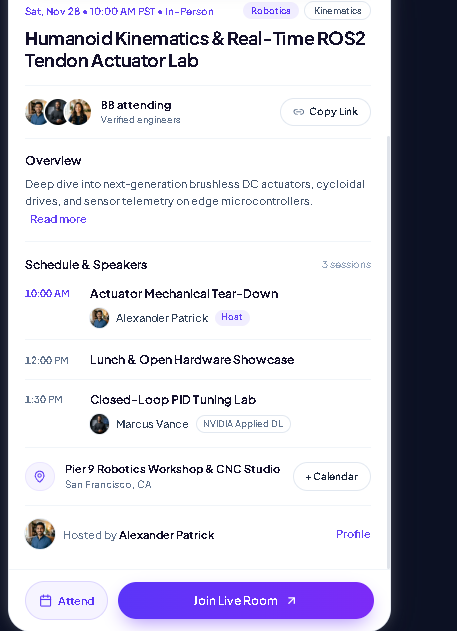 Sat, Nov 28 • 10:00 AM PST • In-Person
Robotics
Kinematics
Humanoid Kinematics & Real-Time ROS2
Tendon Actuator Lab
88 attending
Verified engineers
Copy Link
Overview
Deep dive into next-generation brushless DC actuators, cycloidal
drives, and sensor telemetry on edge microcontrollers.
Read more
Schedule & Speakers
3 sessions
10:00 AM
Actuator Mechanical Tear-Down
Alexander Patrick
Host
12:00 PM
Lunch & Open Hardware Showcase
1:30 PM
Closed-Loop PID Tuning Lab
Marcus Vance
NVIDIA Applied DL
Pier 9 Robotics Workshop & CNC Studio
San Francisco, CA
+ Calendar
Hosted by Alexander Patrick
Profile
Attend
Join Live Room